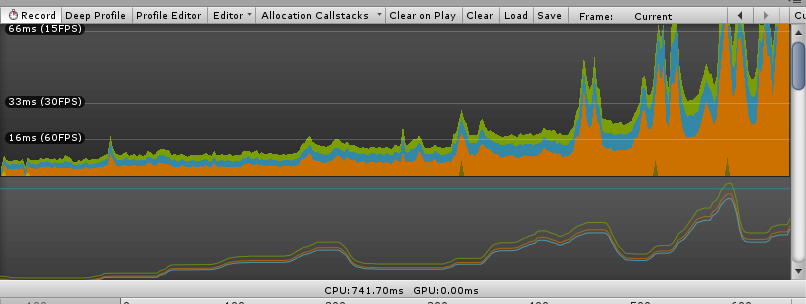 Record Deep Profile Profile Editor Editor Allocation Callstacks Clear on Play Clear Load Save Frame: Current Cu
66ms (15FPS)
33ms (30FPS)
16ms (60FPS)
CPU:741.70ms GPU:0.00ms